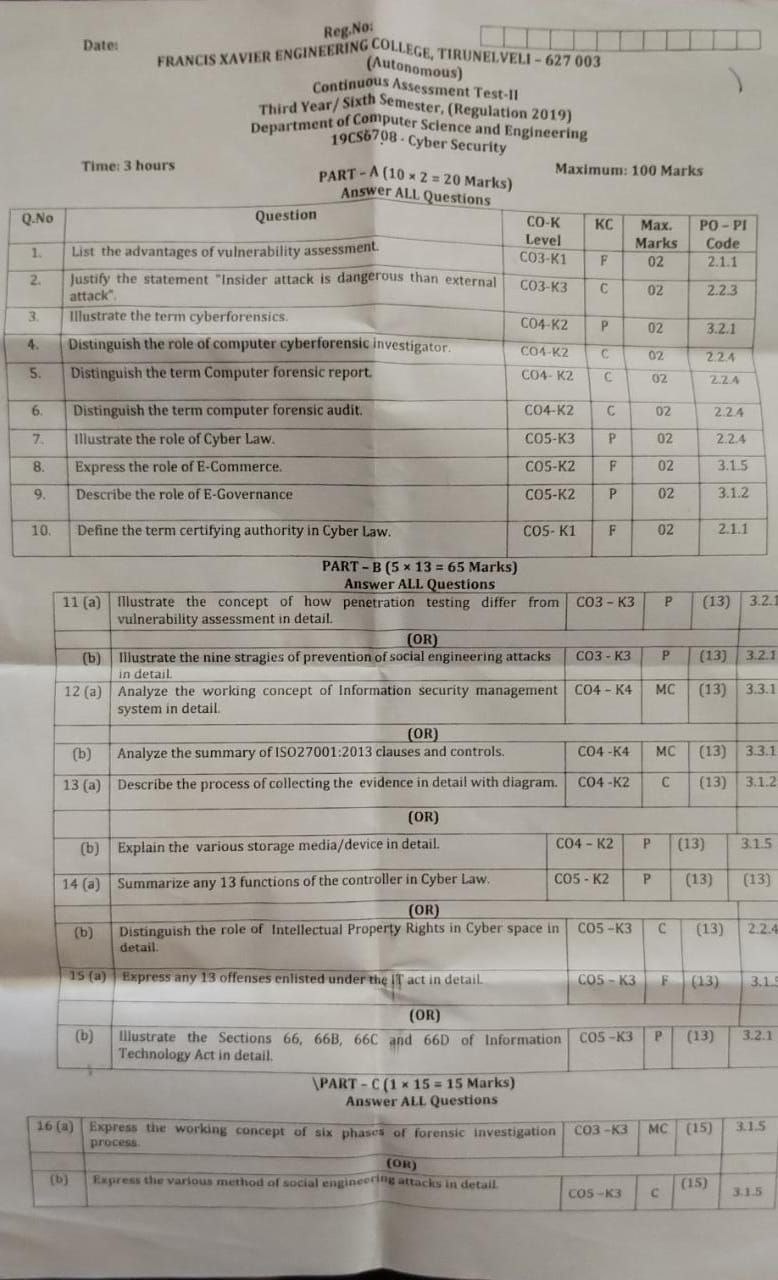 Reg.No:
Date:
FRANCIS XAVIER ENGINEERING COLLEGE, TIRUNELVELI – 627 003
(Autonomous)
Continuous Assessment Test-II
Third Year/ Sixth Semester, (Regulation 2019)
Department of Computer Science and Engineering
19CS6708 - Cyber Security
Time: 3 hours Maximum: 100 Marks
PART – A (10 × 2 = 20 Marks)
Answer ALL Questions
Q.No Question CO-K Level KC Max. Marks PO – PI Code
1. List the advantages of vulnerability assessment. CO3-K1 F 02 2.1.1
2. Justify the statement "Insider attack is dangerous than external
attack". CO3-K3 C 02 2.2.3
3. Illustrate the term cyberforensics. CO4-K2 P 02 3.2.1
4. Distinguish the role of computer cyberforensic investigator. CO4-K2 C 02 2.2.4
5. Distinguish the term Computer forensic report. CO4- K2 C 02 2.2.4
6. Distinguish the term computer forensic audit. CO4-K2 C 02 2.2.4
7. Illustrate the role of Cyber Law. CO5-K3 P 02 2.2.4
8. Express the role of E-Commerce. CO5-K2 F 02 3.1.5
9. Describe the role of E-Governance CO5-K2 P 02 3.1.2
10. Define the term certifying authority in Cyber Law. CO5- K1 F 02 2.1.1
PART – B (5 × 13 = 65 Marks)
Answer ALL Questions
11 (a) Illustrate the concept of how penetration testing differ from CO3 – K3 P (13) 3.2.1
vulnerability assessment in detail.
(OR)
(b) Illustrate the nine stragies of prevention of social engineering attacks CO3 - K3 P (13) 3.2.1
in detail.
12 (a) Analyze the working concept of Information security management CO4 – K4 MC (13) 3.3.1
system in detail.
(OR)
(b) Analyze the summary of ISO27001:2013 clauses and controls. CO4 -K4 MC (13) 3.3.1
13 (a) Describe the process of collecting the evidence in detail with diagram. CO4 -K2 C (13) 3.1.2
(OR)
(b) Explain the various storage media/device in detail. CO4 – K2 P (13) 3.1.5
14 (a) Summarize any 13 functions of the controller in Cyber Law. CO5 - K2 P (13) (13)
(OR)
(b) Distinguish the role of Intellectual Property Rights in Cyber space in CO5 –K3 C (13) 2.2.4
detail.
15 (a) Express any 13 offenses enlisted under the IT act in detail. CO5 – K3 F (13) 3.1.5
(OR)
(b) Illustrate the Sections 66, 66B, 66C and 66D of Information CO5 –K3 P (13) 3.2.1
Technology Act in detail.
\PART – C (1 × 15 = 15 Marks)
Answer ALL Questions
16 (a) Express the working concept of six phases of forensic investigation CO3 –K3 MC (15) 3.1.5
process.
(OR)
(b) Express the various method of social engineering attacks in detail. CO5 –K3 C (15) 3.1.5